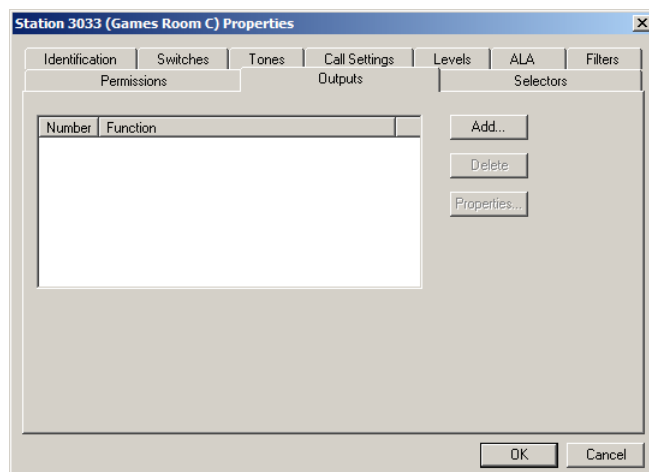 Station 3033 (Games Room C) Properties
Identification Switches Tones Call Settings Levels ALA Filters
Permissions Outputs Selectors
Number Function
Add...
Delete
Properties...
OK Cancel